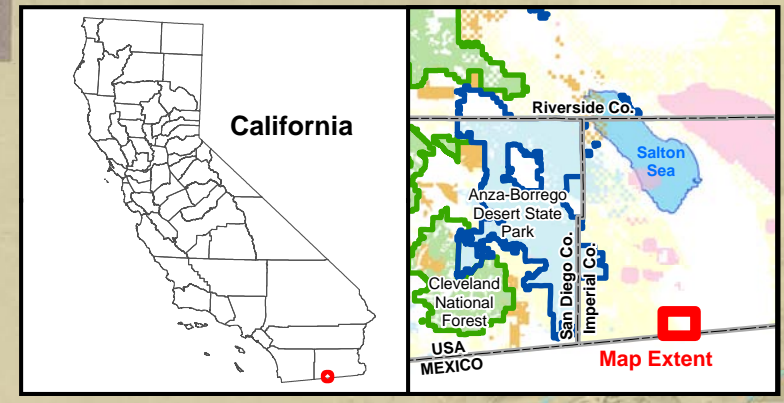 California
Riverside Co.
Salton
Sea
Anza-Borrego
Desert State
Park
San Diego Co.
Imperial Co.
Cleveland
National
Forest
USA
MEXICO
Map Extent